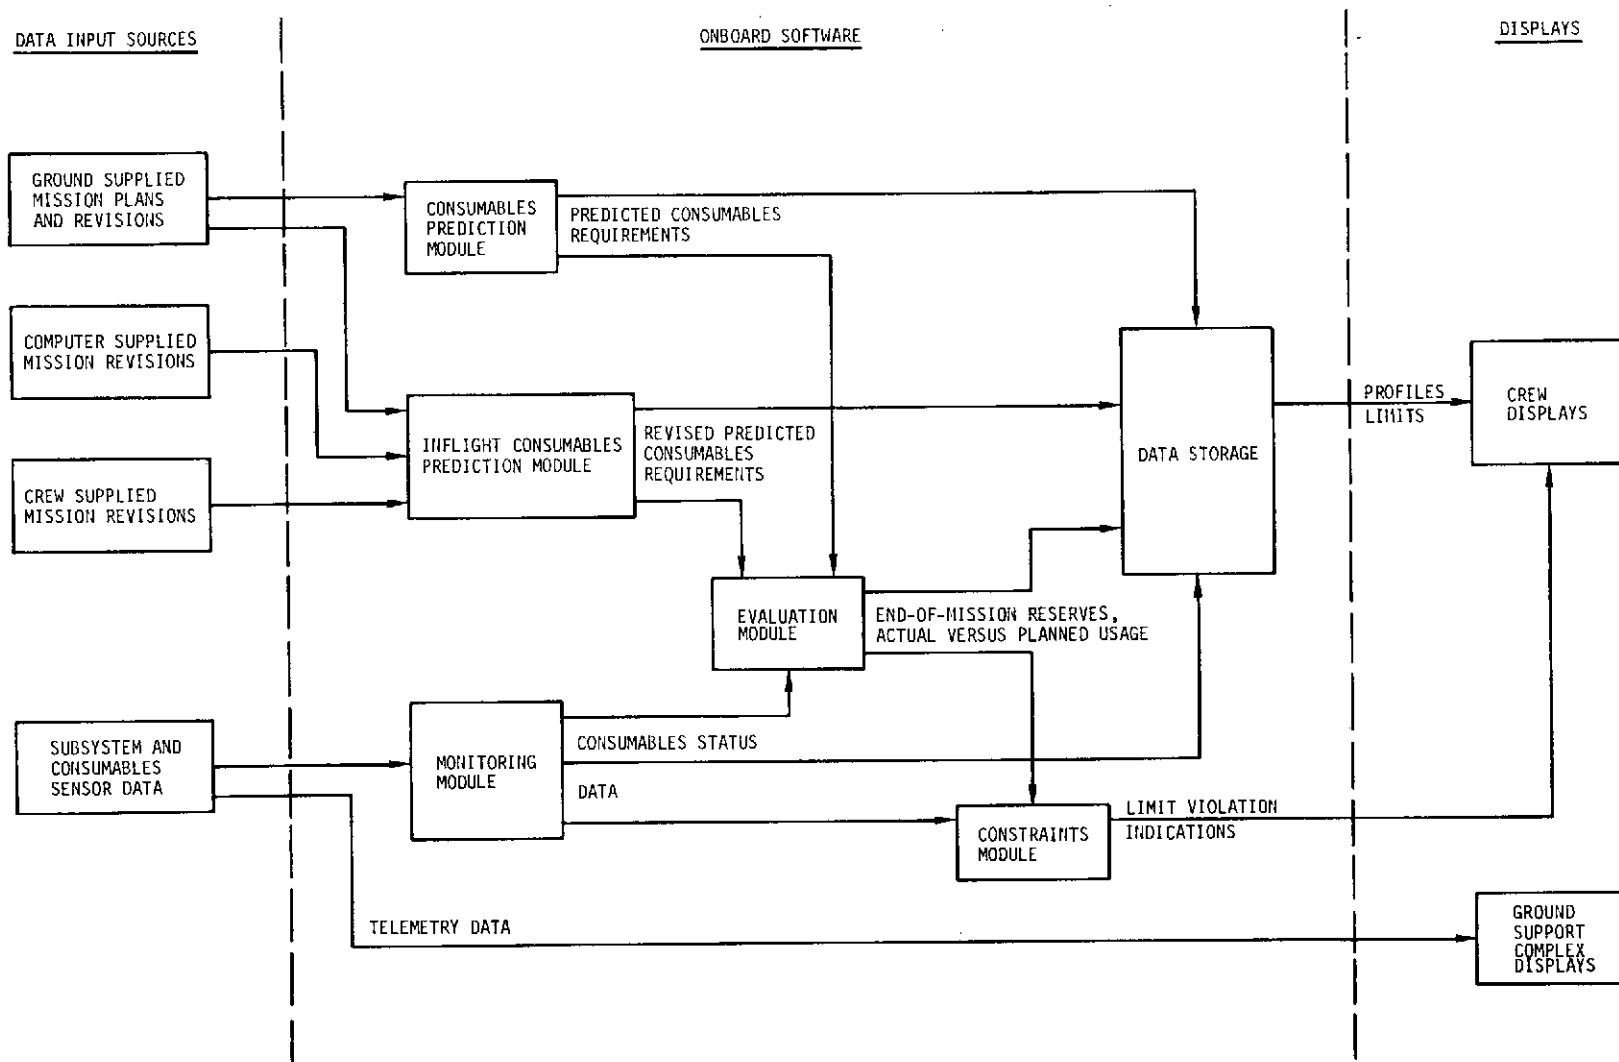 DATA INPUT SOURCES
ONBOARD SOFTWARE
DISPLAYS
GROUND SUPPLIED
MISSION PLANS
AND REVISIONS
CONSUMABLES
PREDICTION
MODULE
PREDICTED CONSUMABLES
REQUIREMENTS
COMPUTER SUPPLIED
MISSION REVISIONS
INFLIGHT CONSUMABLES
PREDICTION MODULE
REVISED PREDICTED
CONSUMABLES
REQUIREMENTS
DATA STORAGE
PROFILES
LIMITS
CREW
DISPLAYS
CREW SUPPLIED
MISSION REVISIONS
EVALUATION
MODULE
END-OF-MISSION RESERVES,
ACTUAL VERSUS PLANNED USAGE
SUBSYSTEM AND
CONSUMABLES
SENSOR DATA
MONITORING
MODULE
CONSUMABLES STATUS
DATA
CONSTRAINTS
MODULE
LIMIT VIOLATION
INDICATIONS
TELEMETRY DATA
GROUND
SUPPORT
COMPLEX
DISPLAYS